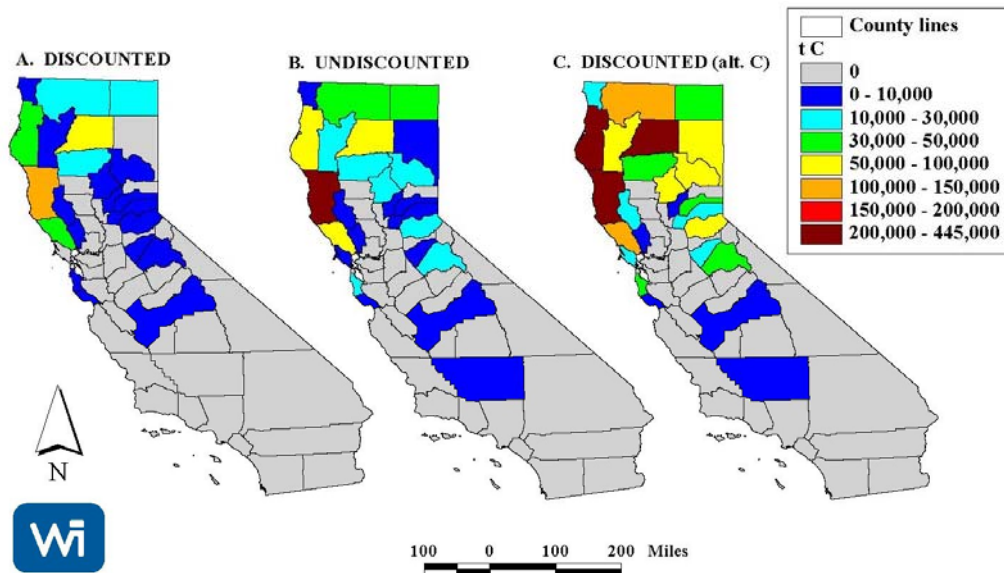 A. DISCOUNTED
B. UNDISCOUNTED
C. DISCOUNTED (alt. C)
County lines
t C
0
0 - 10,000
10,000 - 30,000
30,000 - 50,000
50,000 - 100,000
100,000 - 150,000
150,000 - 200,000
200,000 - 445,000
N
Wi
100 0 100 200 Miles